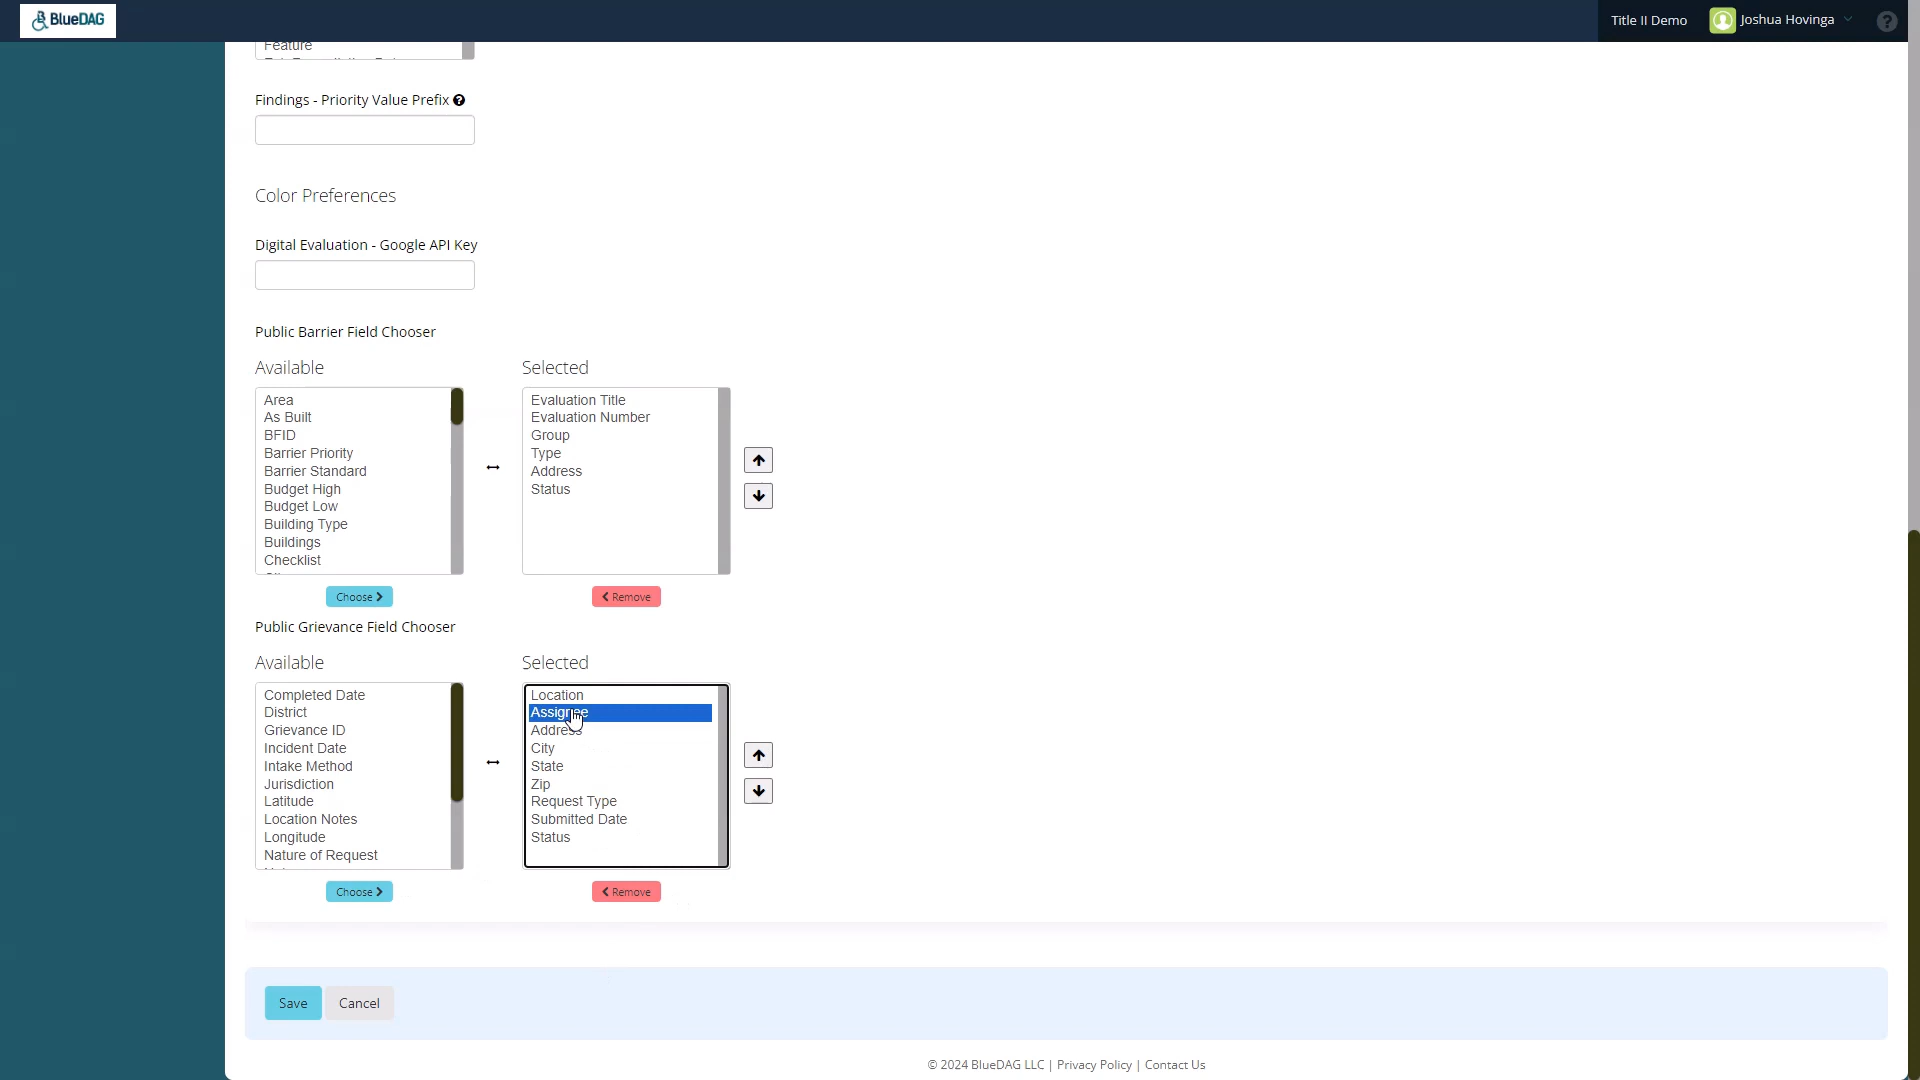 BlueDAG
Title II Demo
Joshua Hovinga
?
Feature
Findings - Priority Value Prefix ?
Color Preferences
Digital Evaluation - Google API Key
Public Barrier Field Chooser
Available
Selected
Area
As Built
BFID
Barrier Priority
Barrier Standard
Budget High
Budget Low
Building Type
Buildings
Checklist
Evaluation Title
Evaluation Number
Group
Type
Address
Status
Choose
Remove
Public Grievance Field Chooser
Available
Selected
Completed Date
District
Grievance ID
Incident Date
Intake Method
Jurisdiction
Latitude
Location Notes
Longitude
Nature of Request
Location
Assignee
Address
City
State
Zip
Request Type
Submitted Date
Status
Choose
Remove
Save
Cancel
© 2024 BlueDAG LLC | Privacy Policy | Contact Us